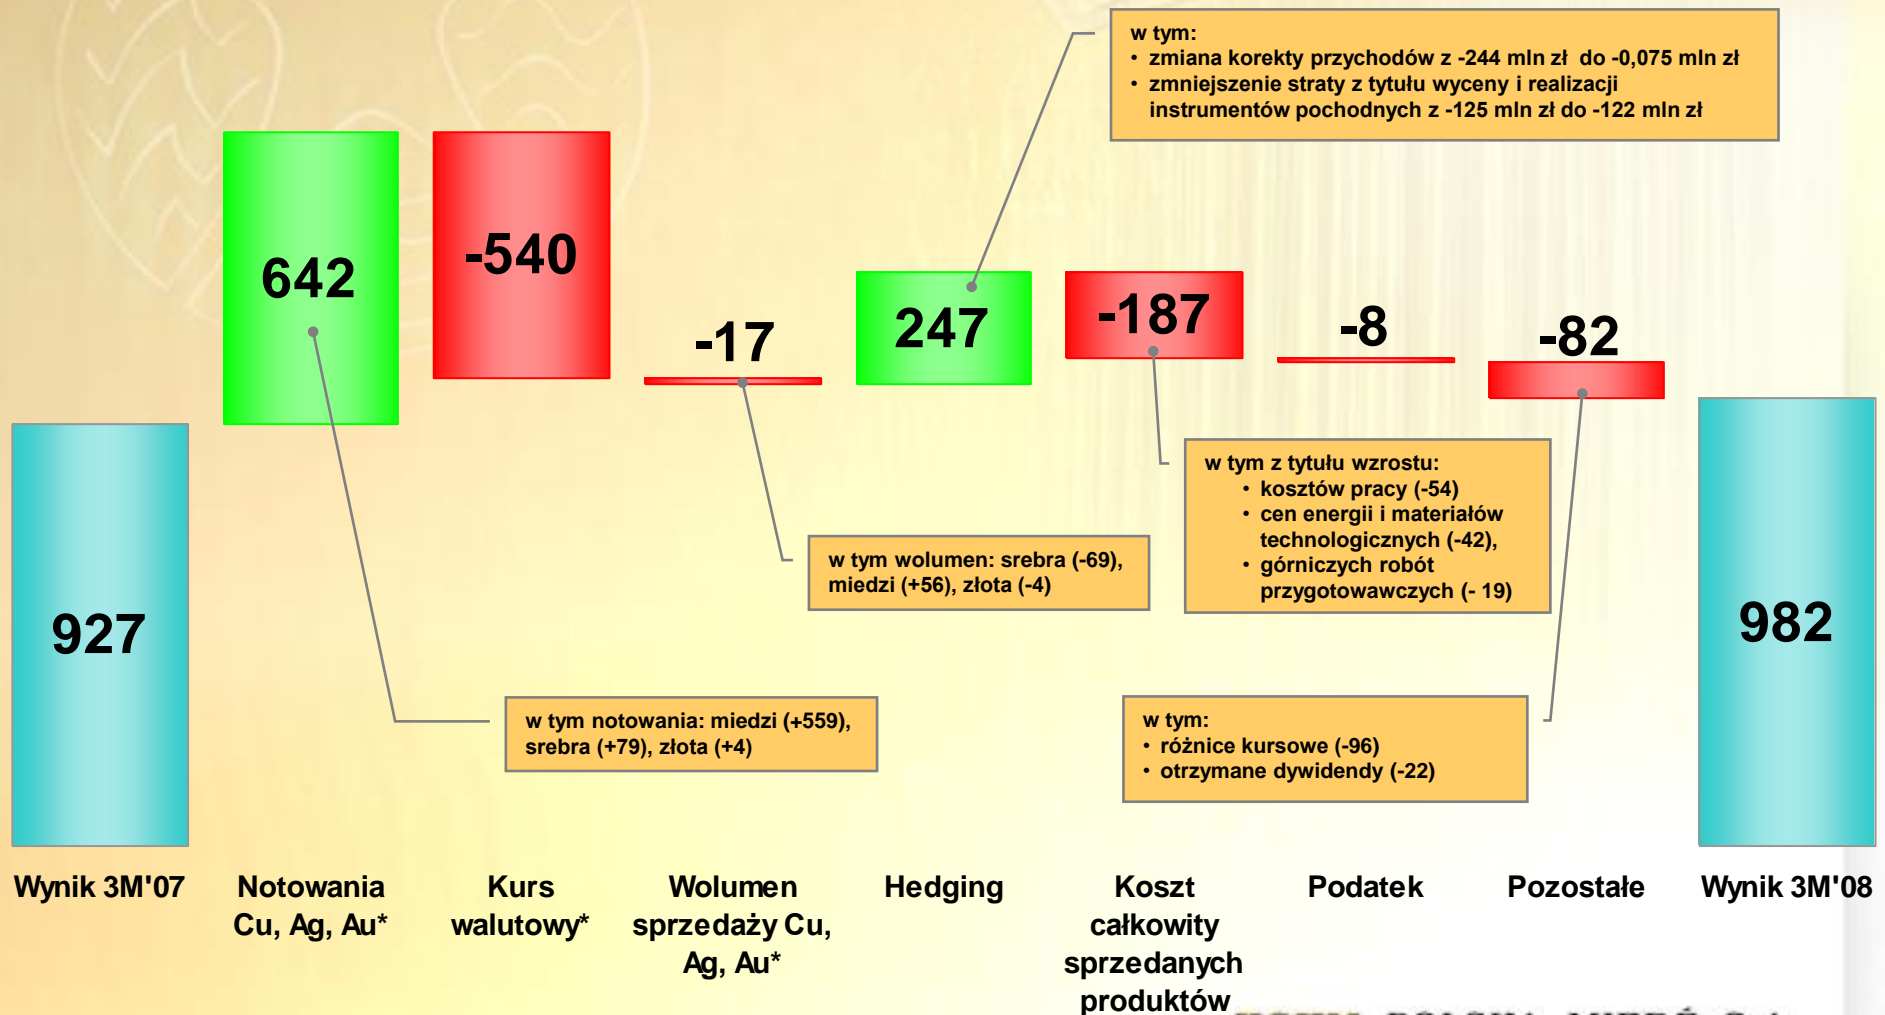 w tym:
• zmiana korekty przychodów z -244 mln zł do -0,075 mln zł
• zmniejszenie straty z tytułu wyceny i realizacji
instrumentów pochodnych z -125 mln zł do -122 mln zł
642
-540
-17
247
-187
-8
-82
927
982
w tym z tytułu wzrostu:
• kosztów pracy (-54)
• cen energii i materiałów
technologicznych (-42),
• górniczych robót
przygotowawczych (- 19)
w tym wolumen: srebra (-69),
miedzi (+56), złota (-4)
w tym notowania: miedzi (+559),
srebra (+79), złota (+4)
w tym:
• różnice kursowe (-96)
• otrzymane dywidendy (-22)
Wynik 3M'07
Notowania
Cu, Ag, Au*
Kurs
walutowy*
Wolumen
sprzedaży Cu,
Ag, Au*
Hedging
Koszt
całkowity
sprzedanych
produktów
Podatek
Pozostałe
Wynik 3M'08